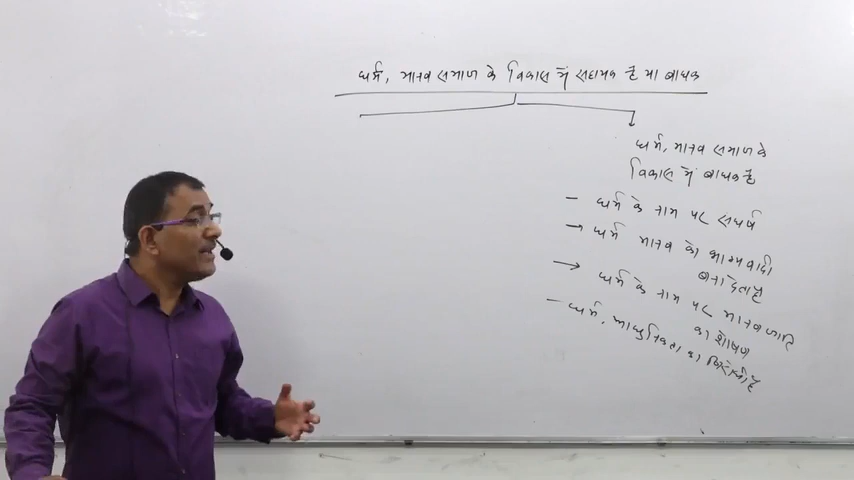 धर्म, मानव समाज के विकास में सहायक है या बाधक
धर्म, मानव समाज के
विकास में बाधक है
- धर्म के नाम पर संघर्ष
→ धर्म मानव को भाग्यवादी
बना देता है
→ धर्म के नाम पर मानव जाति
का शोषण
- धर्म, आधुनिकता का विरोधी है